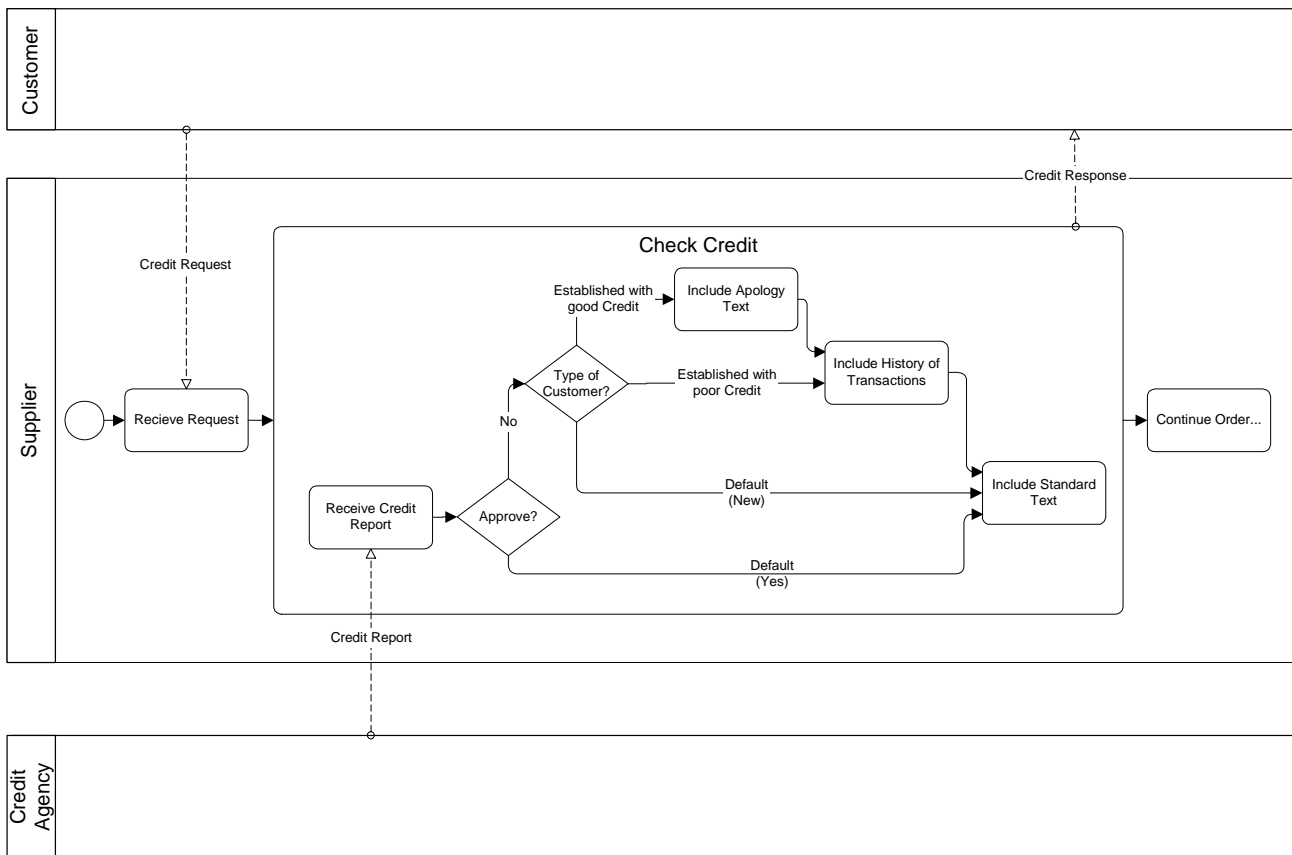 Customer
Credit Response
Supplier
Credit Request
Check Credit
Established with
good Credit
Include Apology
Text
Type of
Customer?
Established with
poor Credit
Include History of
Transactions
Recieve Request
Continue Order...
No
Receive Credit
Report
Approve?
Default
(New)
Include Standard
Text
Default
(Yes)
Credit Report
Credit
Agency